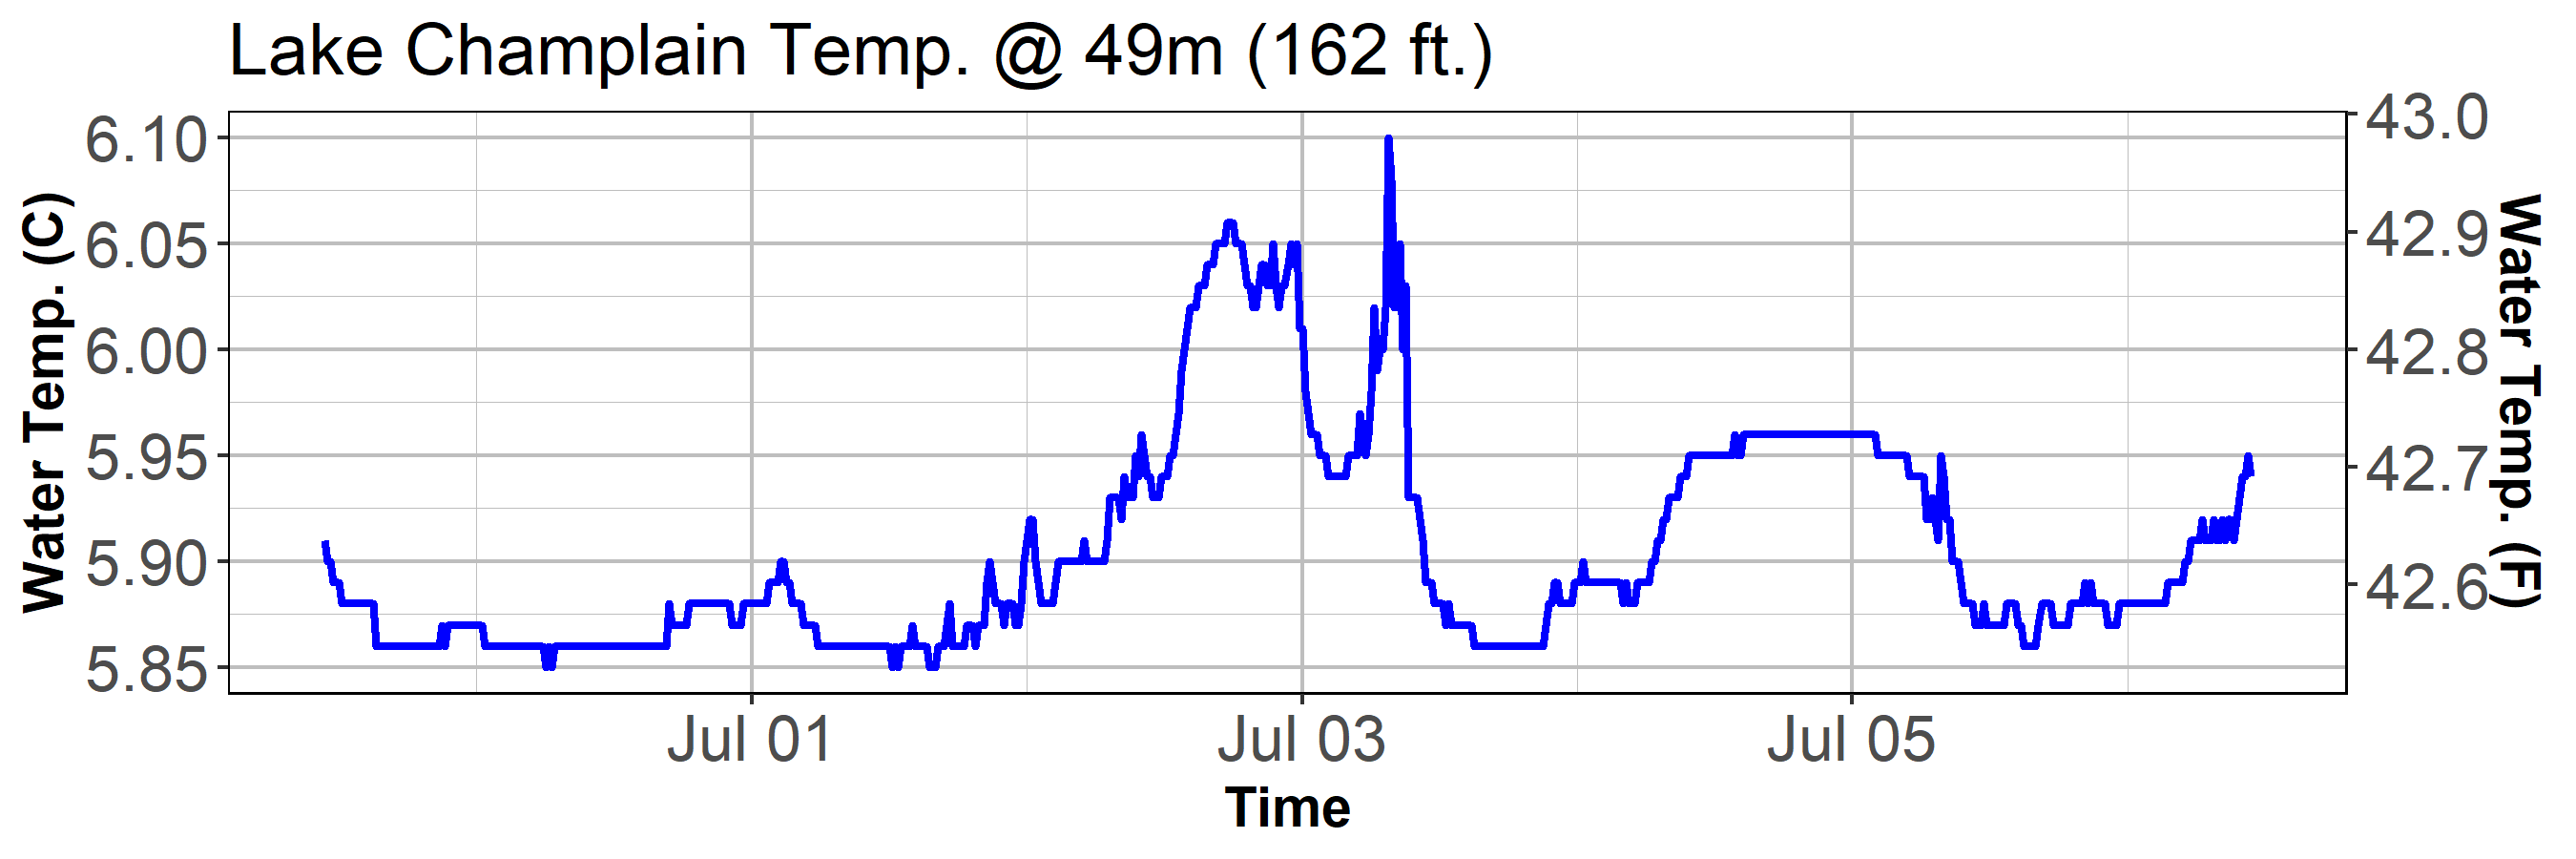 Lake Champlain Temp. @ 49m (162 ft.)
Water Temp. (C)
6.10
6.05
6.00
5.95
5.90
5.85
43.0
42.9
42.8
42.7
42.6
Water Temp. (F)
Jul 01
Jul 03
Jul 05
Time